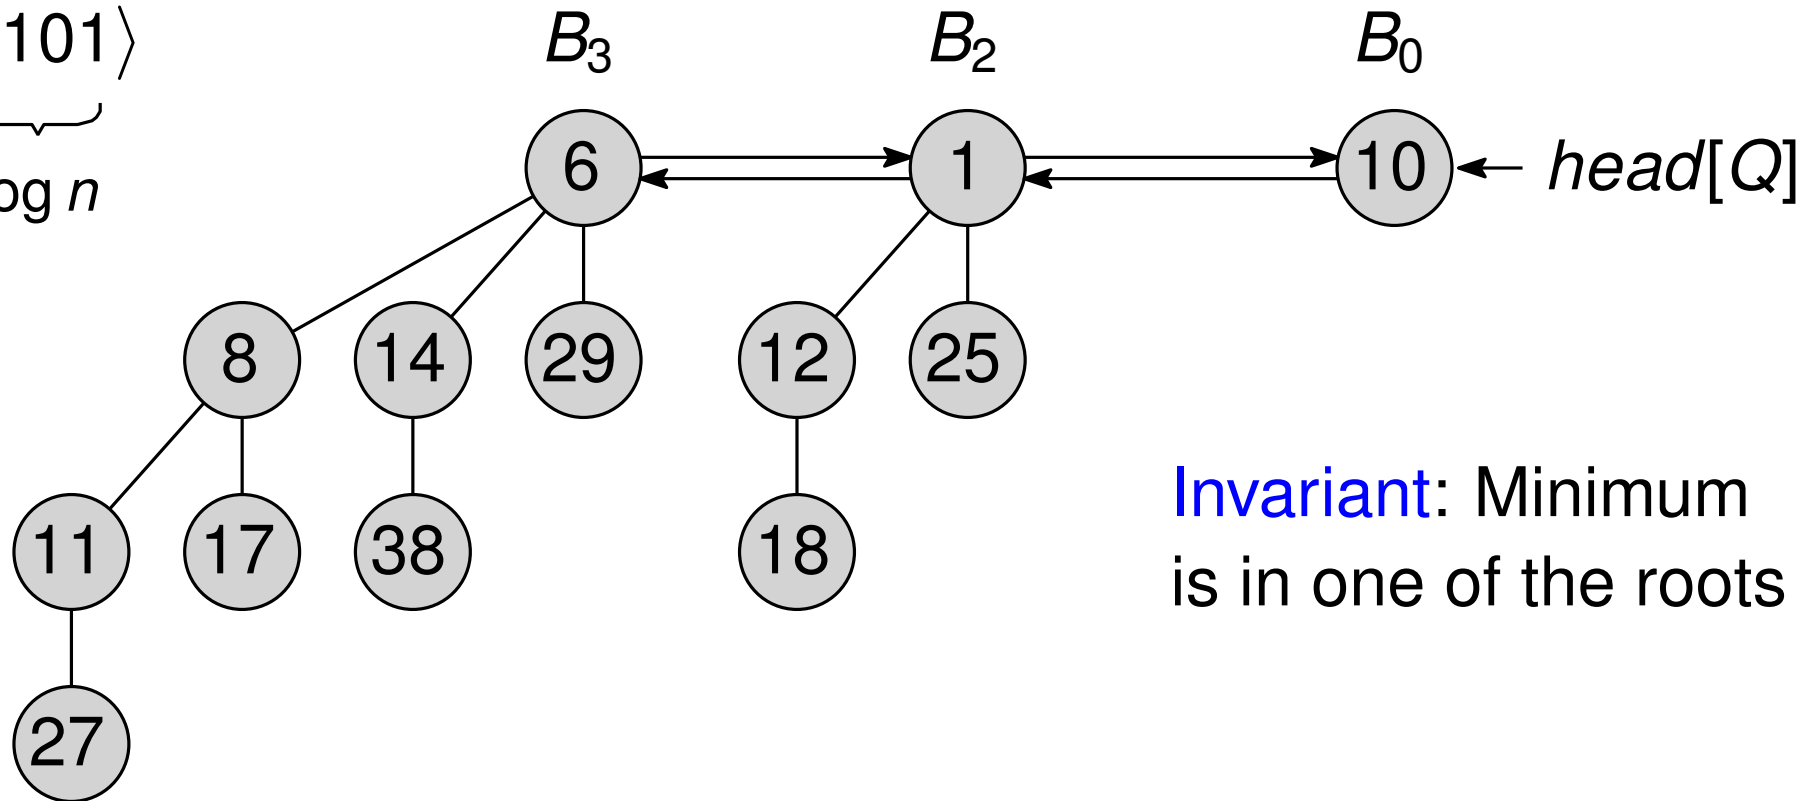 101⟩ B₃ B₂ B₀
6 1 10 head[Q]
og n
8 14 29 12 25
Invariant: Minimum
11 17 38 18
is in one of the roots
27